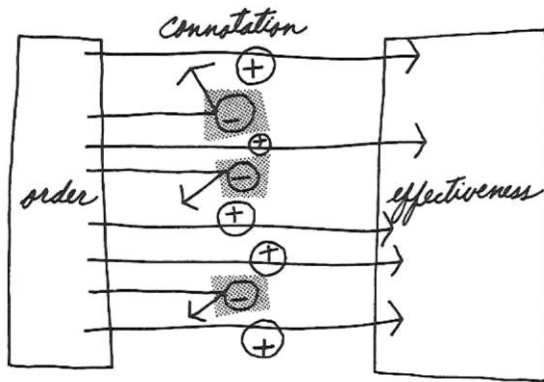 connotation
+
-
+
order
-
effectiveness
+
+
-
+